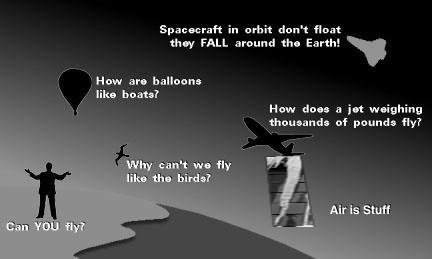 Spacecraft in orbit don't float
they FALL around the Earth!
How are balloons
like boats?
How does a jet weighing
thousands of pounds fly?
Why can't we fly
like the birds?
Air is Stuff
Can YOU fly?